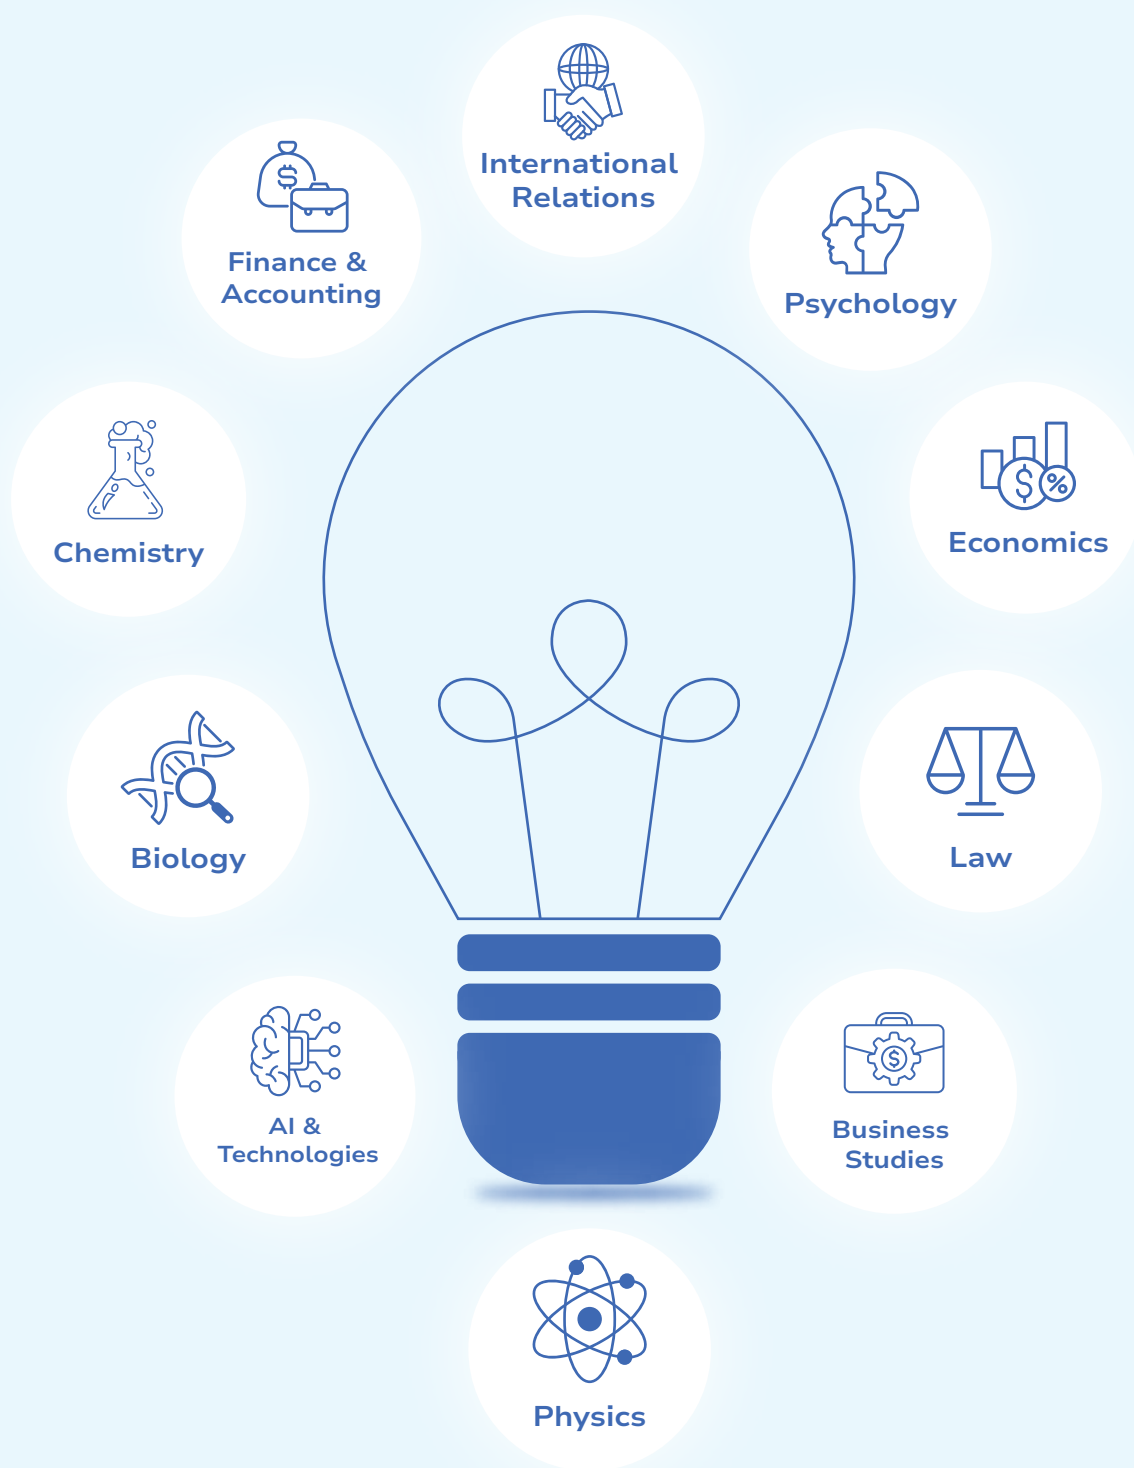 International
Relations
Finance &
Accounting
Psychology
Chemistry
Economics
Biology
Law
AI &
Technologies
Business
Studies
Physics